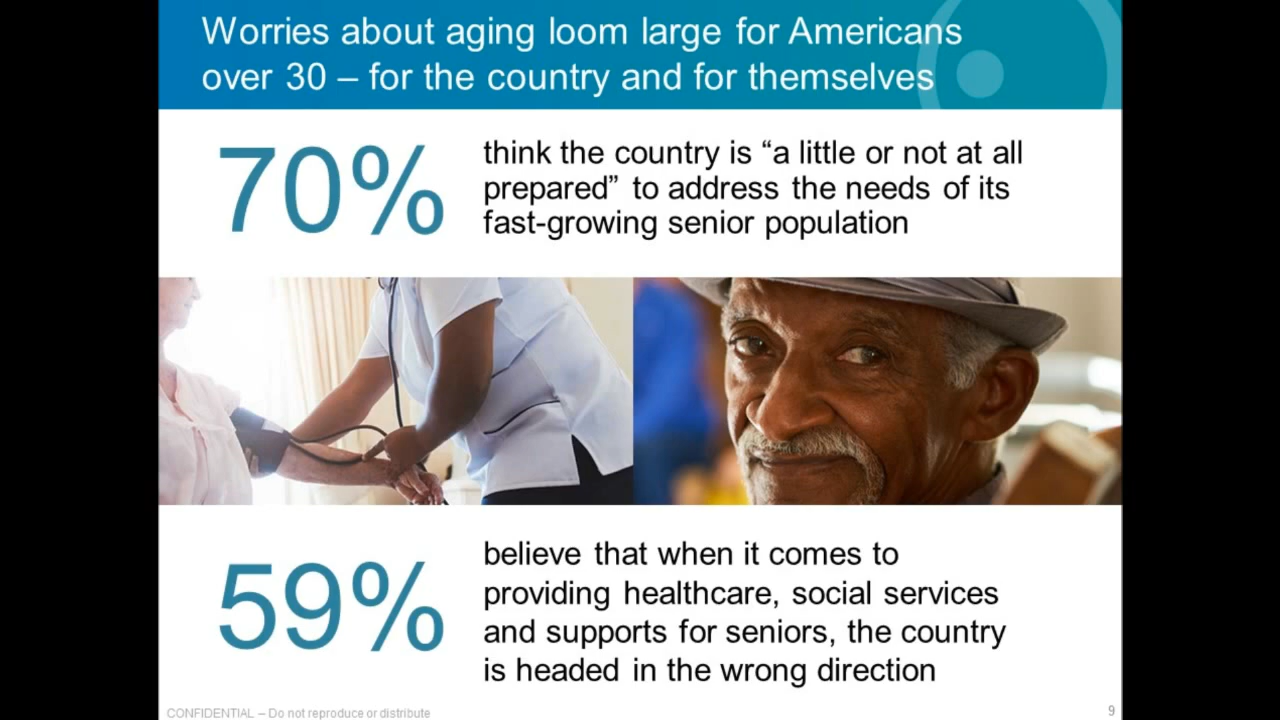 Worries about aging loom large for Americans
over 30 – for the country and for themselves
70%
think the country is “a little or not at all
prepared” to address the needs of its
fast-growing senior population
59%
believe that when it comes to
providing healthcare, social services
and supports for seniors, the country
is headed in the wrong direction
CONFIDENTIAL – Do not reproduce or distribute
9